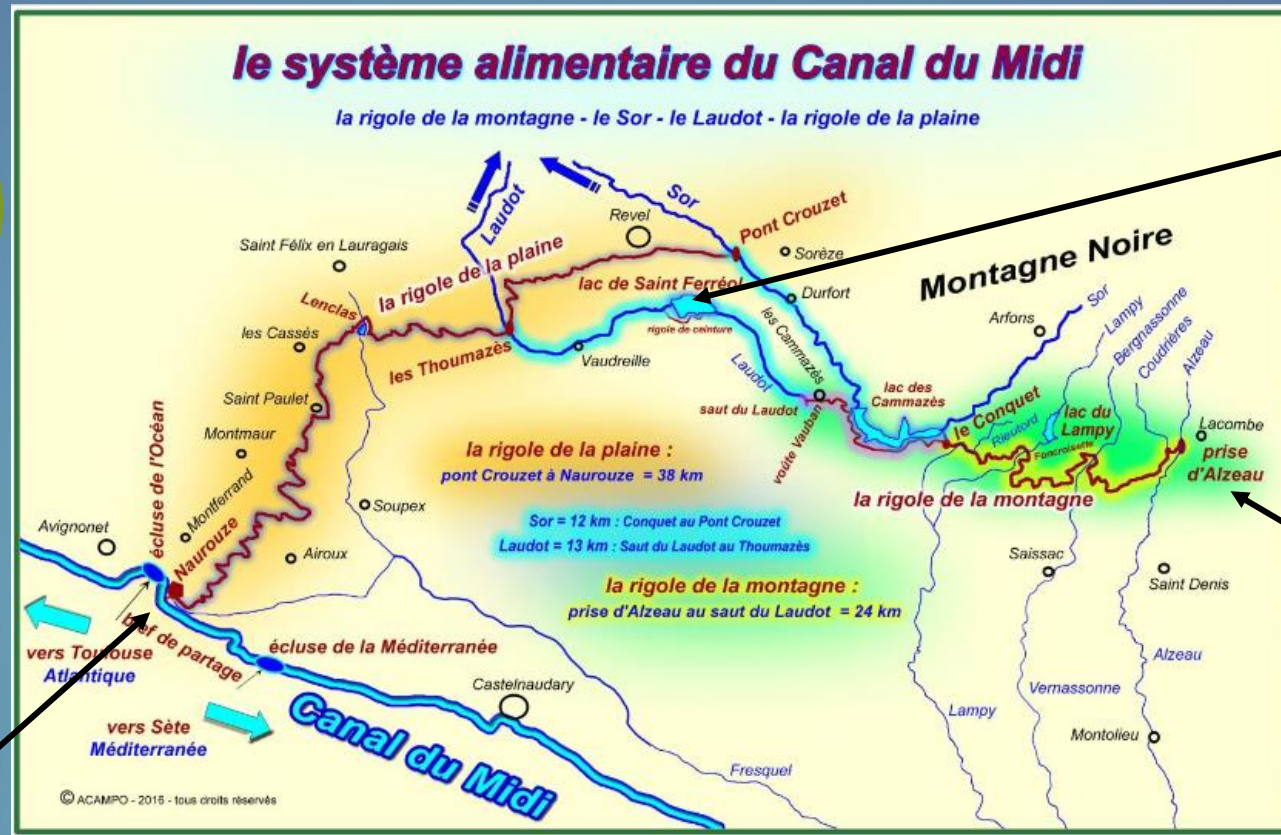 le système alimentaire du Canal du Midi
la rigole de la montagne - le Sor - le Laudot - la rigole de la plaine
Laudot
Sor
Revel
Pont Crouzet
Saint Félix en Lauragais
la rigole de la plaine
Sorèze
Montagne Noire
lac de Saint Ferréol
Durfort
Lenclas
rigole de ceinture
les Cammazès
Arfons
Sor
Lampy
Bergnassonne
Coudrières
Alzeau
les Cassés
les Thoumazès
Vaudreille
Laudot
lac des Cammazès
le Conquet
Rieutord
lac du Lampy
Foncroisette
Lacombe
Saint Paulet
saut du Laudot
voûte Vauban
prise d'Alzeau
Montmaur
la rigole de la plaine :
pont Crouzet à Naurouze = 38 km
la rigole de la montagne
écluse de l'Océan
Montferrand
Soupex
Avignonet
Naurouze
Airoux
Sor = 12 km : Conquet au Pont Crouzet
Laudot = 13 km : Saut du Laudot au Thoumazès
Saissac
Saint Denis
la rigole de la montagne :
prise d'Alzeau au saut du Laudot = 24 km
bief de partage
écluse de la Méditerranée
vers Toulouse
Atlantique
Alzeau
Castelnaudary
Vernassonne
Canal du Midi
Lampy
vers Sète
Méditerranée
Montolieu
Fresquel
© ACAMPO - 2016 - tous droits réservés